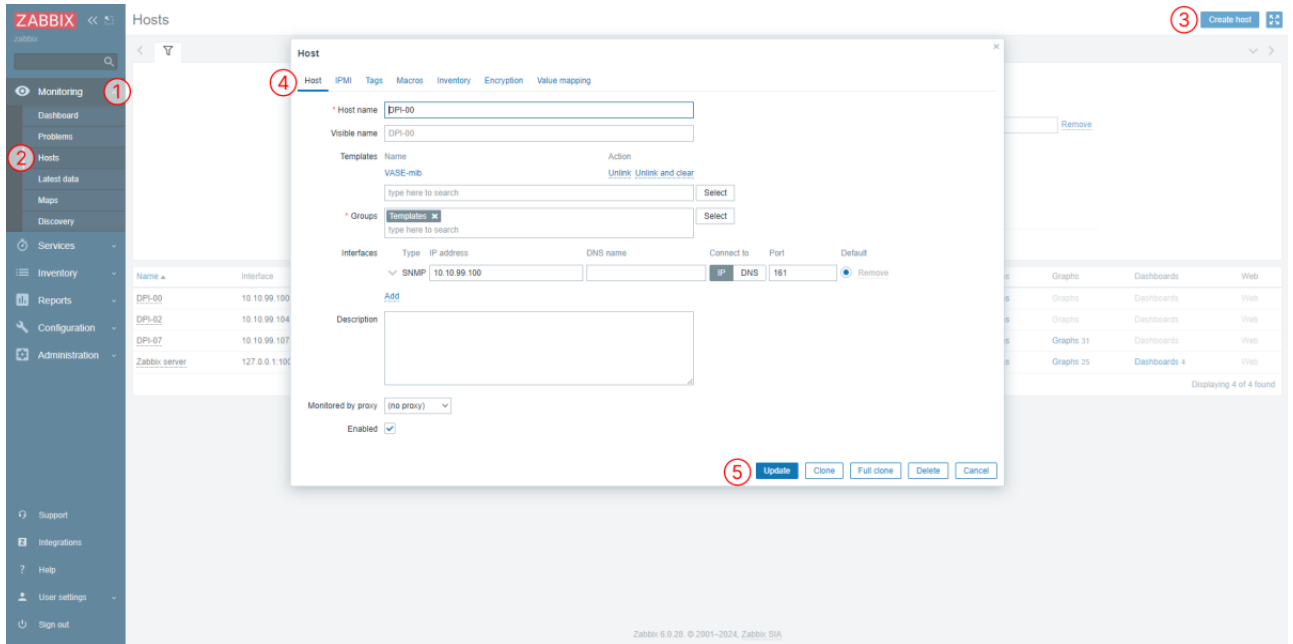 ZABBIX
zabbix
Monitoring 1
Dashboard
Problems
2 Hosts
Latest data
Maps
Discovery
Services
Inventory
Reports
Configuration
Administration
Support
Integrations
Help
User settings
Sign out
Hosts
3 Create host
Remove
Host
4 Host IPMI Tags Macros Inventory Encryption Value mapping
* Host name DPI-00
Visible name DPI-00
Templates Name Action
VASE-mib Unlink Unlink and clear
type here to search Select
* Groups Templates × Select
type here to search
Interfaces Type IP address DNS name Connect to Port Default
SNMP 10.10.99.100 IP DNS 161 Remove
Add
Description
Monitored by proxy (no proxy)
Enabled
5 Update Clone Full clone Delete Cancel
Name Interface Graphs Dashboards Web
DPI-00 10.10.99.100 Graphs Dashboards Web
DPI-02 10.10.99.104 Graphs Dashboards Web
DPI-07 10.10.99.107 Graphs 31 Dashboards Web
Zabbix server 127.0.0.1:100 Graphs 25 Dashboards 4 Web
Displaying 4 of 4 found
Zabbix 6.0.28. © 2001–2024, Zabbix SIA